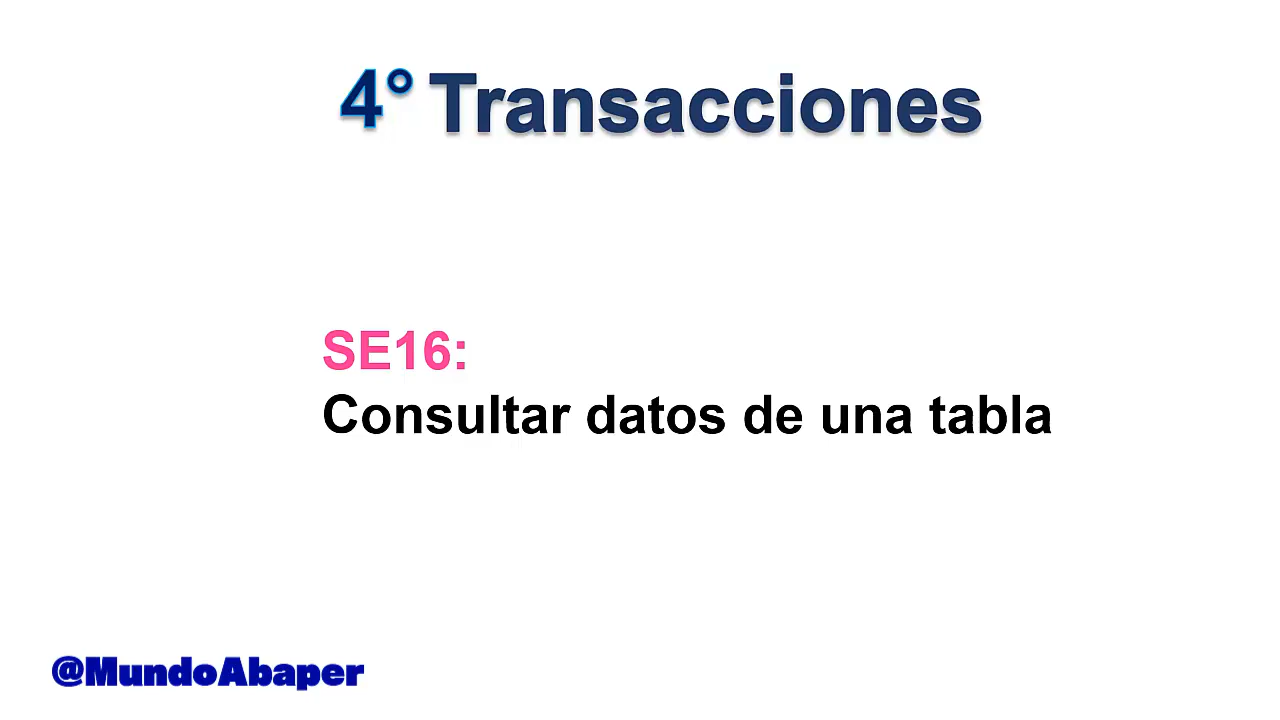 4° Transacciones
SE16:
Consultar datos de una tabla
@MundoAbaper